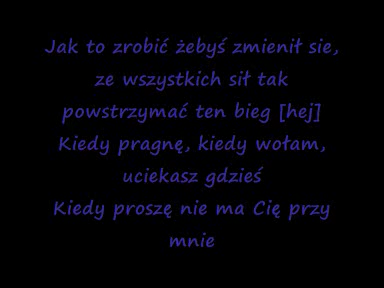 Jak to zrobić żebyś zmienił sie,
ze wszystkich sił tak
powstrzymać ten bieg [hej]
Kiedy pragnę, kiedy wołam,
uciekasz gdzieś
Kiedy proszę nie ma Cię przy
mnie